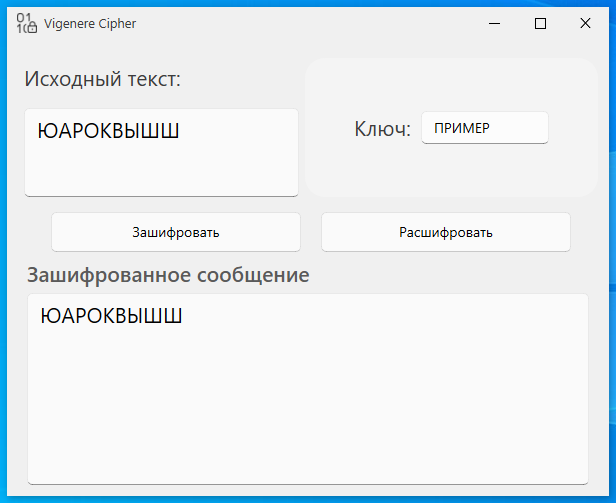 Vigenere Cipher
Исходный текст:
ЮАРОКВЫШШ
Ключ:
ПРИМЕР
Зашифровать
Расшифровать
Зашифрованное сообщение
ЮАРОКВЫШШ